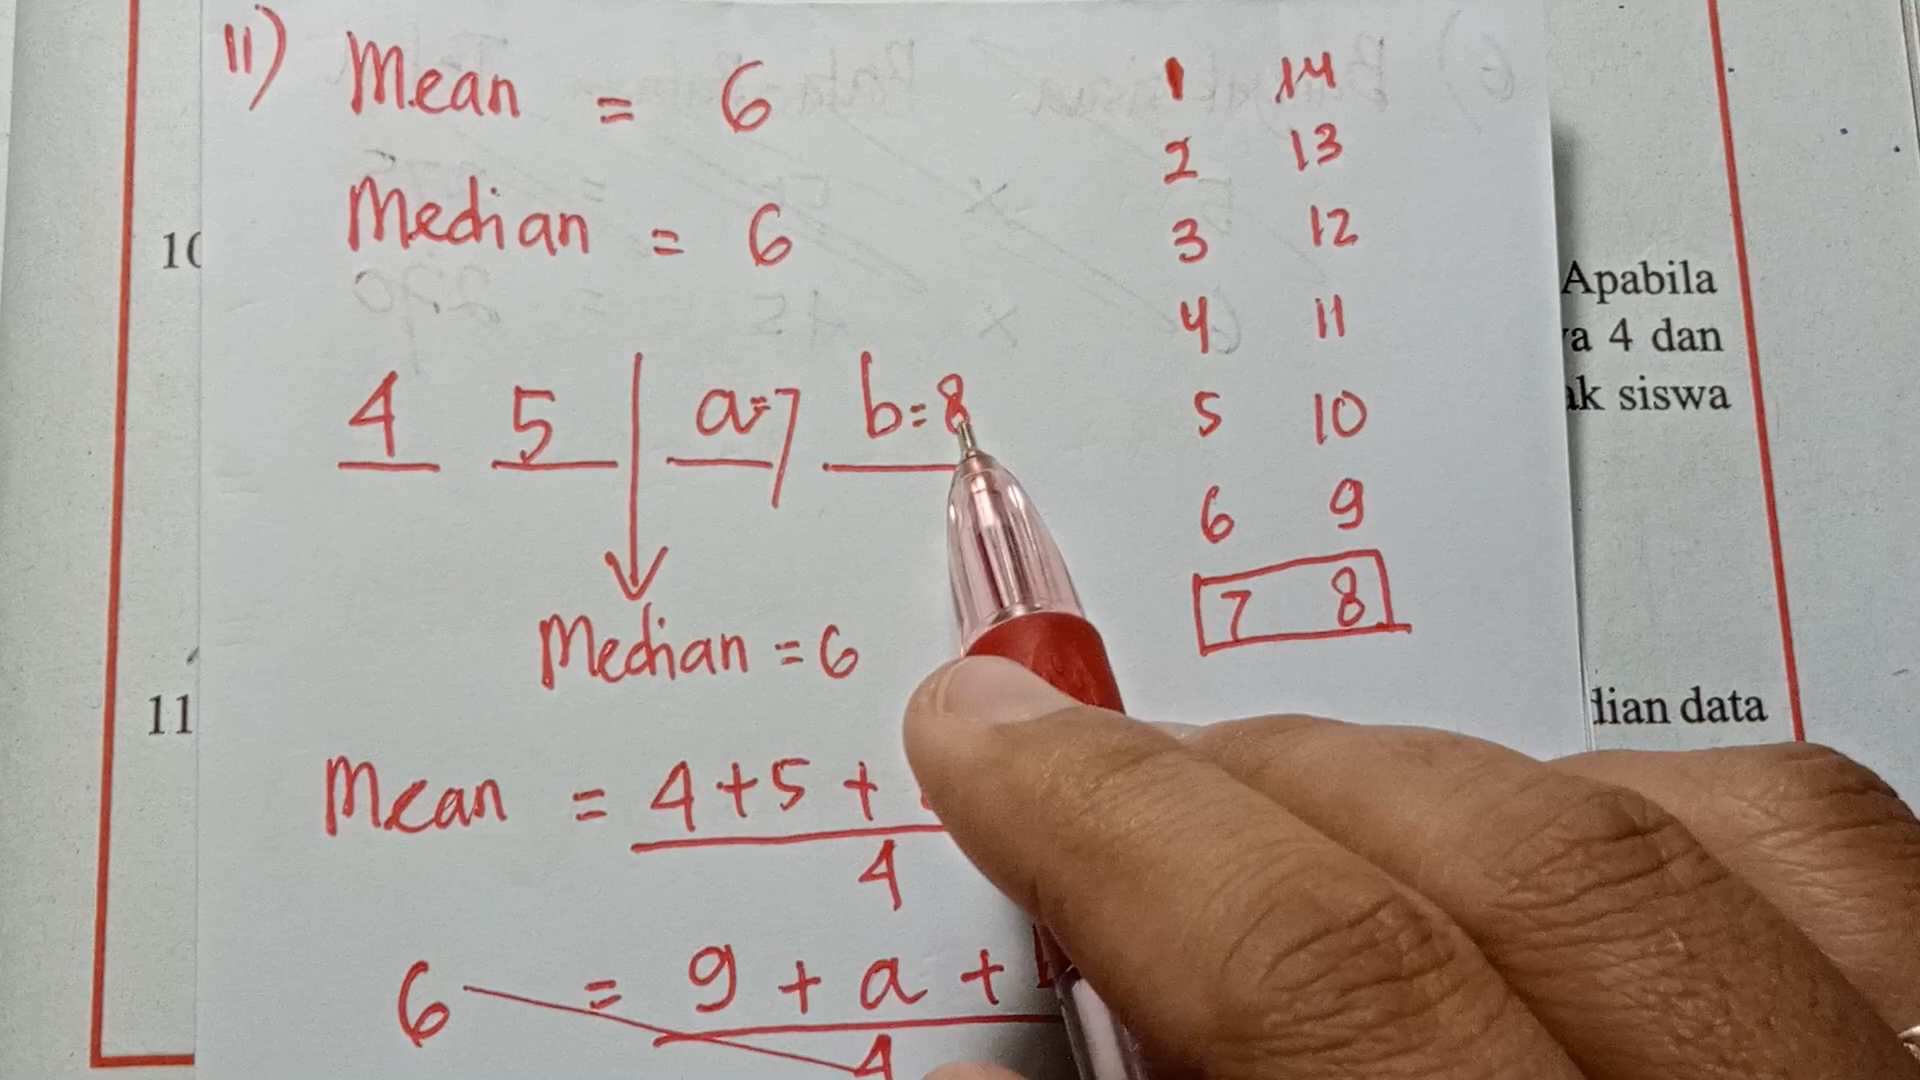 11) Mean = 6
Median = 6
4 5 a=7 b=8
Median = 6
Mean = 4+5+
4
6 = 9 + a +
4
1 14
2 13
3 12
4 11
5 10
6 9
7 8
10
11
Apabila
a 4 dan
ak siswa
dian data